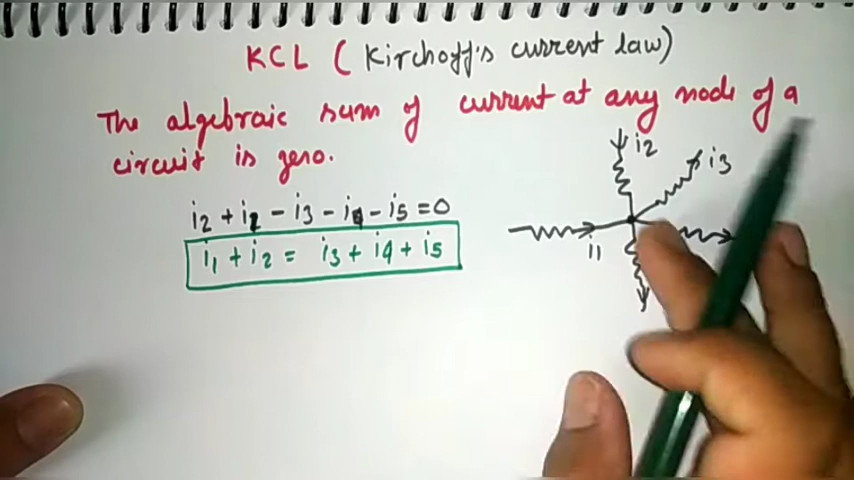 KCL ( Kirchoff's current law)
The algebraic sum of current at any node of a
circuit is zero.
i2 + i2 - i3 - i4 - i5 = 0
i1 + i2 = i3 + i4 + i5
i2
i3
i1